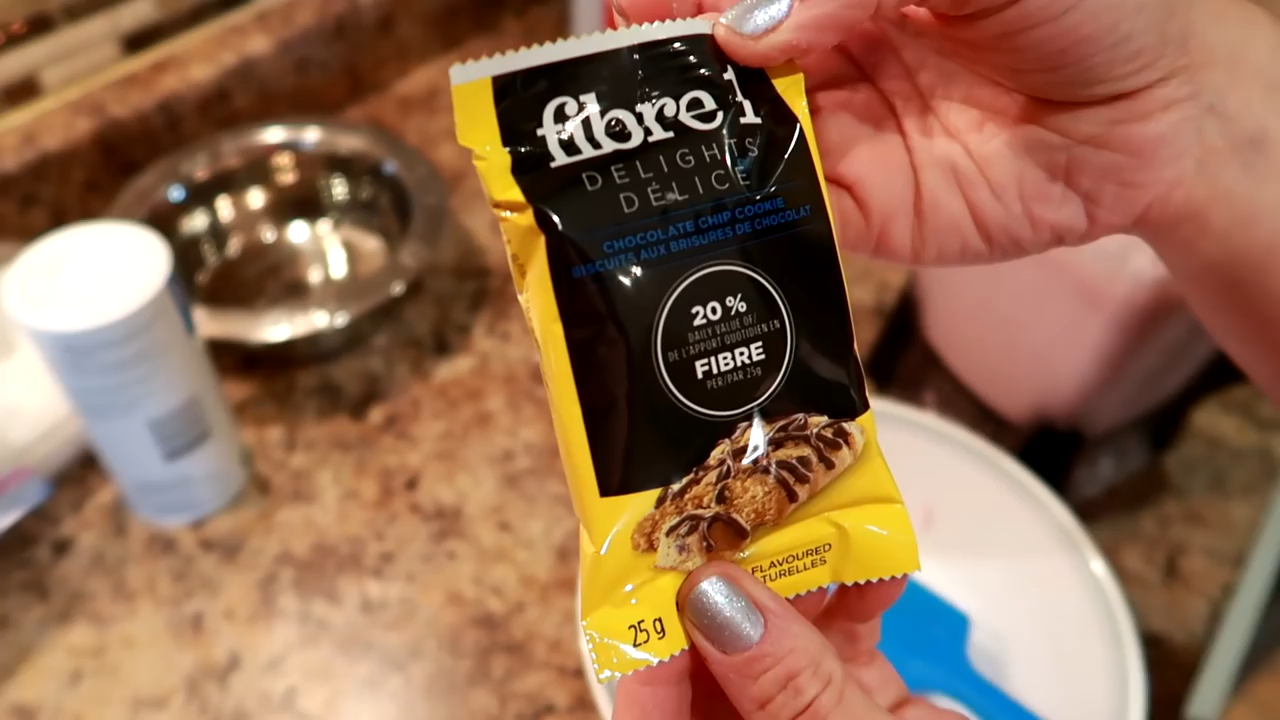 fibre 1
DELIGHTS
DÉLICE
CHOCOLATE CHIP COOKIE
BISCUITS AUX BRISURES DE CHOCOLAT
20 %
DAILY VALUE OF/
DE L'APPORT QUOTIDIEN EN
FIBRE
PER/PAR 25g
FLAVOURED
TURELLES
25 g